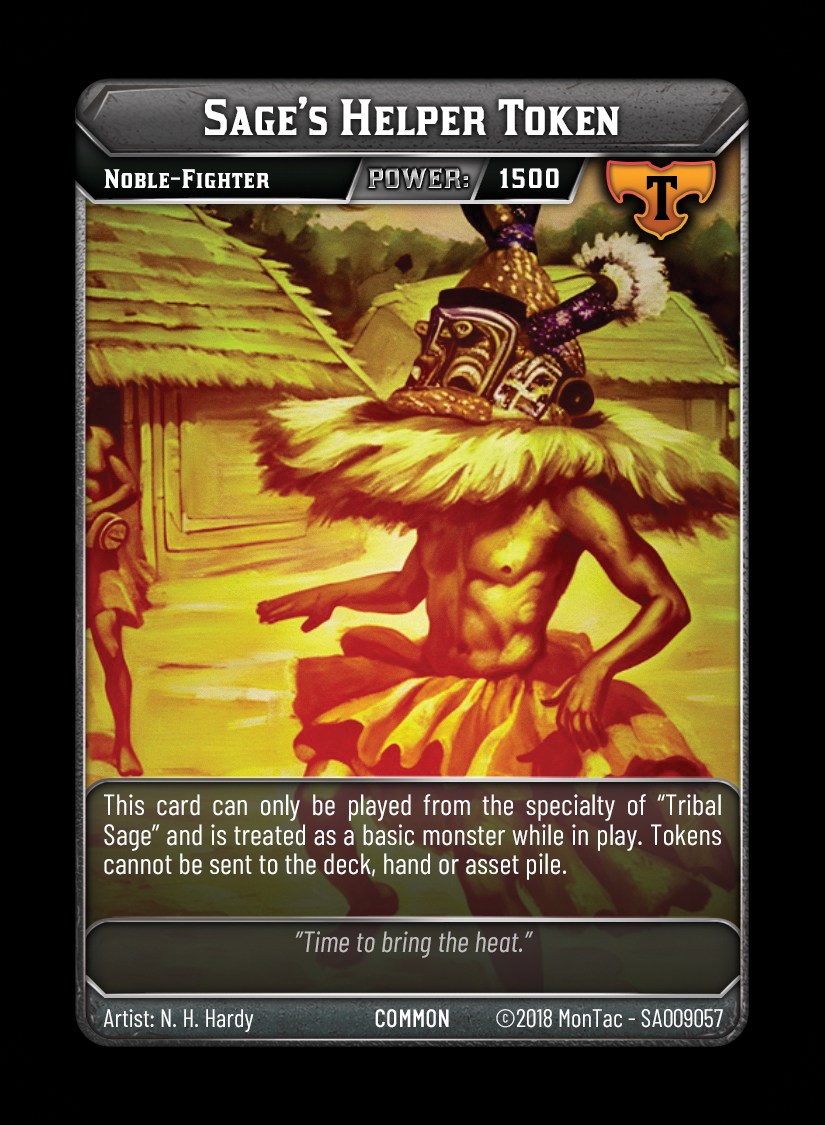 Sage's Helper Token
Noble-Fighter POWER: 1500 T
This card can only be played from the specialty of "Tribal
Sage" and is treated as a basic monster while in play. Tokens
cannot be sent to the deck, hand or asset pile.
"Time to bring the heat."
Artist: N. H. Hardy COMMON ©2018 MonTac - SA009057